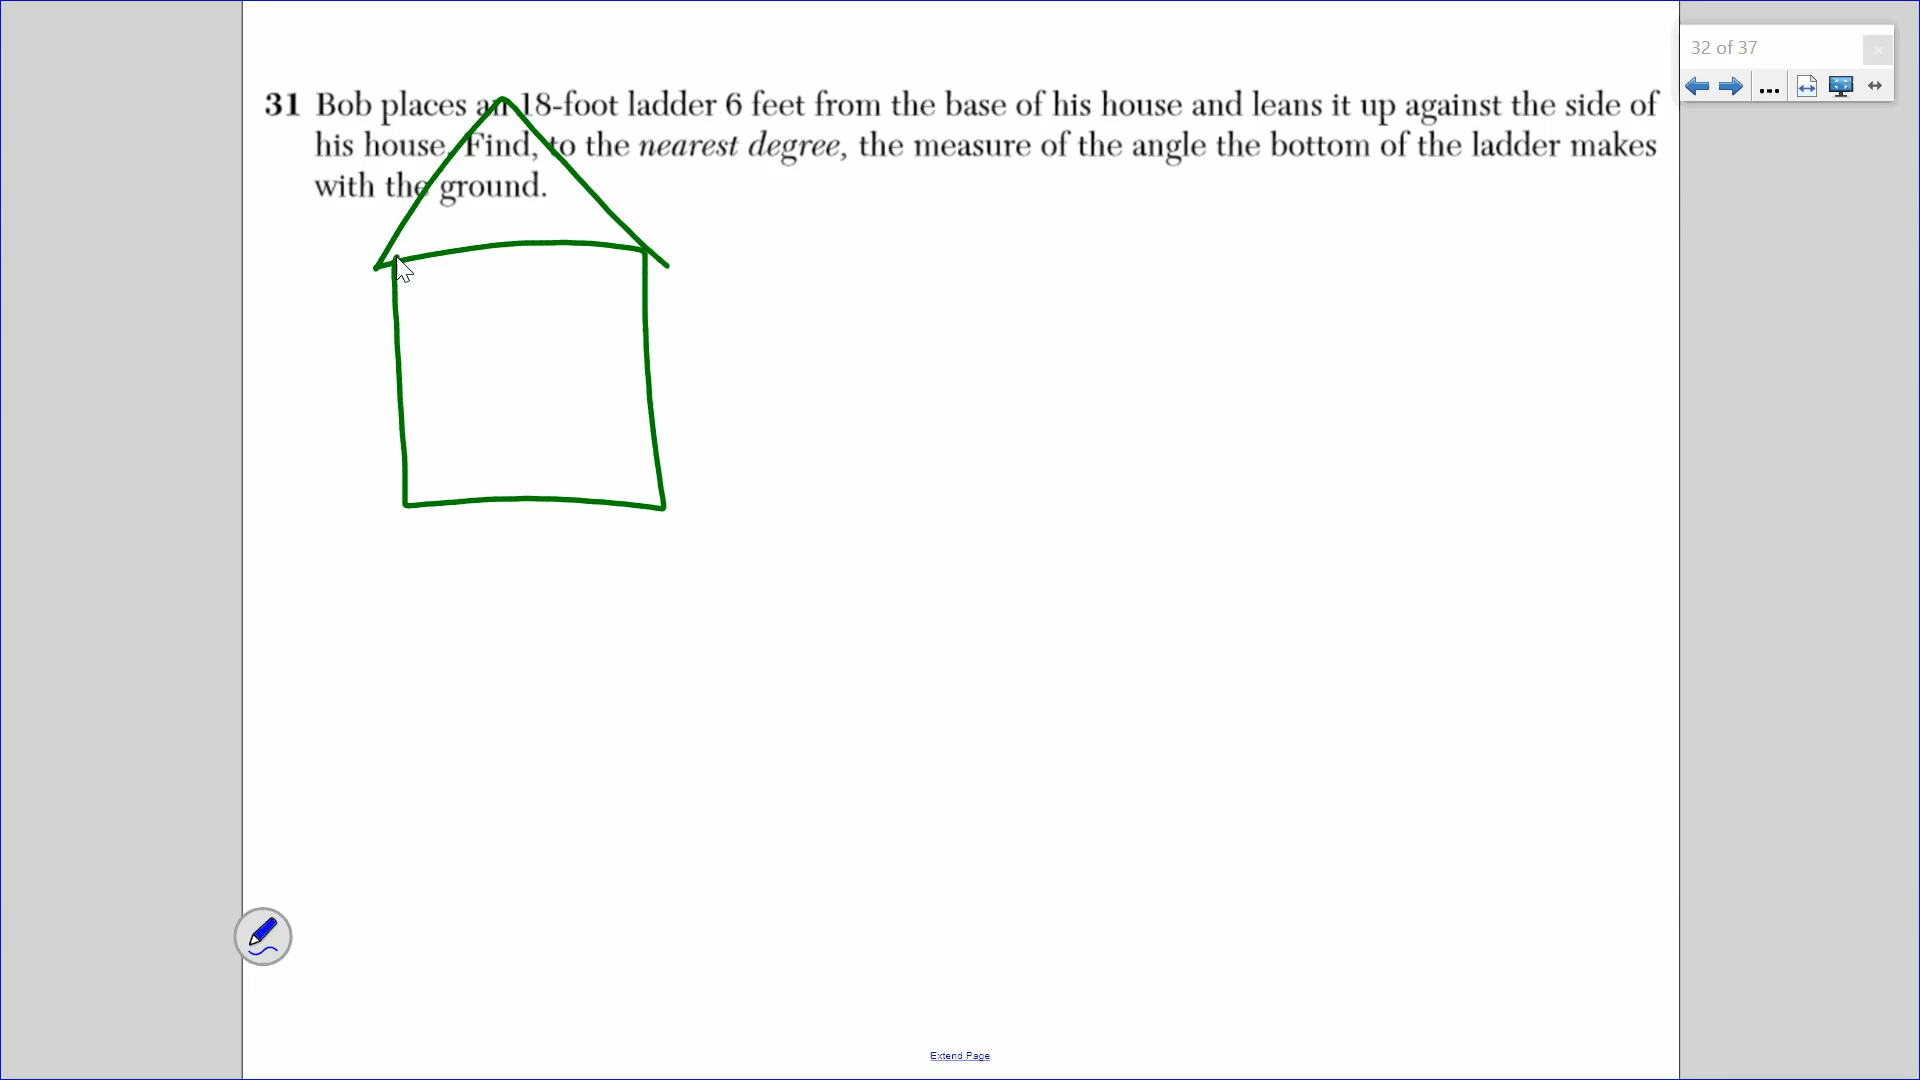 32 of 37
31 Bob places an 18-foot ladder 6 feet from the base of his house and leans it up against the side of
his house. Find, to the nearest degree, the measure of the angle the bottom of the ladder makes
with the ground.
Extend Page